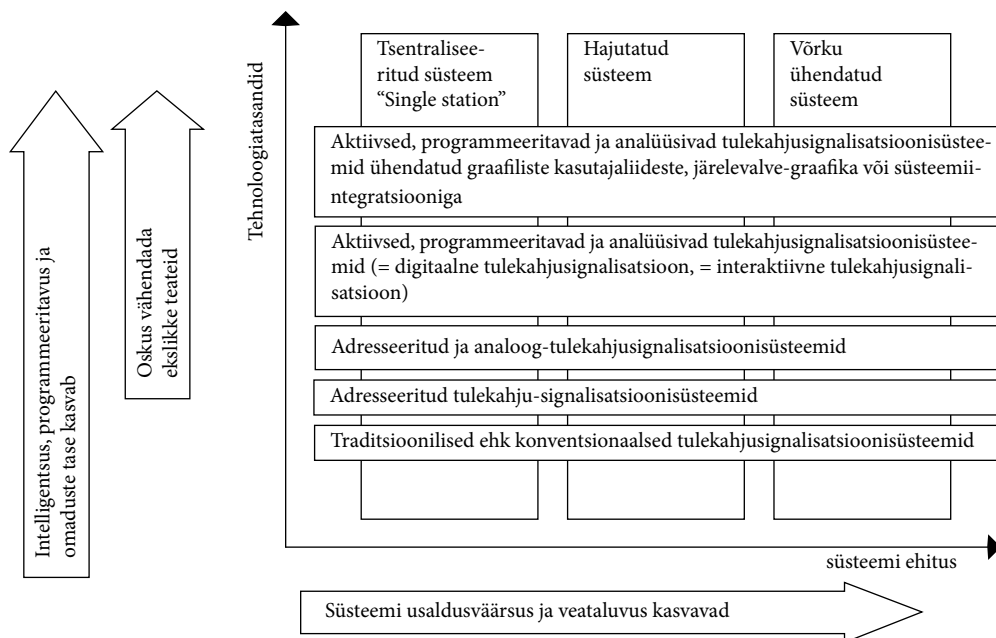 Tsentralisee-
ritud süsteem
“Single station”
Hajutatud
süsteem
Võrku
ühendatud
süsteem
Tehnoloogiatasandid
Intelligentsus, programmeeritavus ja
omaduste tase kasvab
Oskus vähendada
ekslikke teateid
Aktiivsed, programmeeritavad ja analüüsivad tulekahjusignalisatsioonisüstee-
mid ühendatud graafiliste kasutajaliideste, järelevalve-graafika või süsteemii-
ntegratsiooniga
Aktiivsed, programmeeritavad ja analüüsivad tulekahjusignalisatsioonisüstee-
mid (= digitaalne tulekahjusignalisatsioon, = interaktiivne tulekahjusignali-
satsioon)
Adresseeritud ja analoog-tulekahjusignalisatsioonisüsteemid
Adresseeritud tulekahju-signalisatsioonisüsteemid
Traditsioonilised ehk konventsionaalsed tulekahjusignalisatsioonisüsteemid
süsteemi ehitus
Süsteemi usaldusväärsus ja veataluvus kasvavad